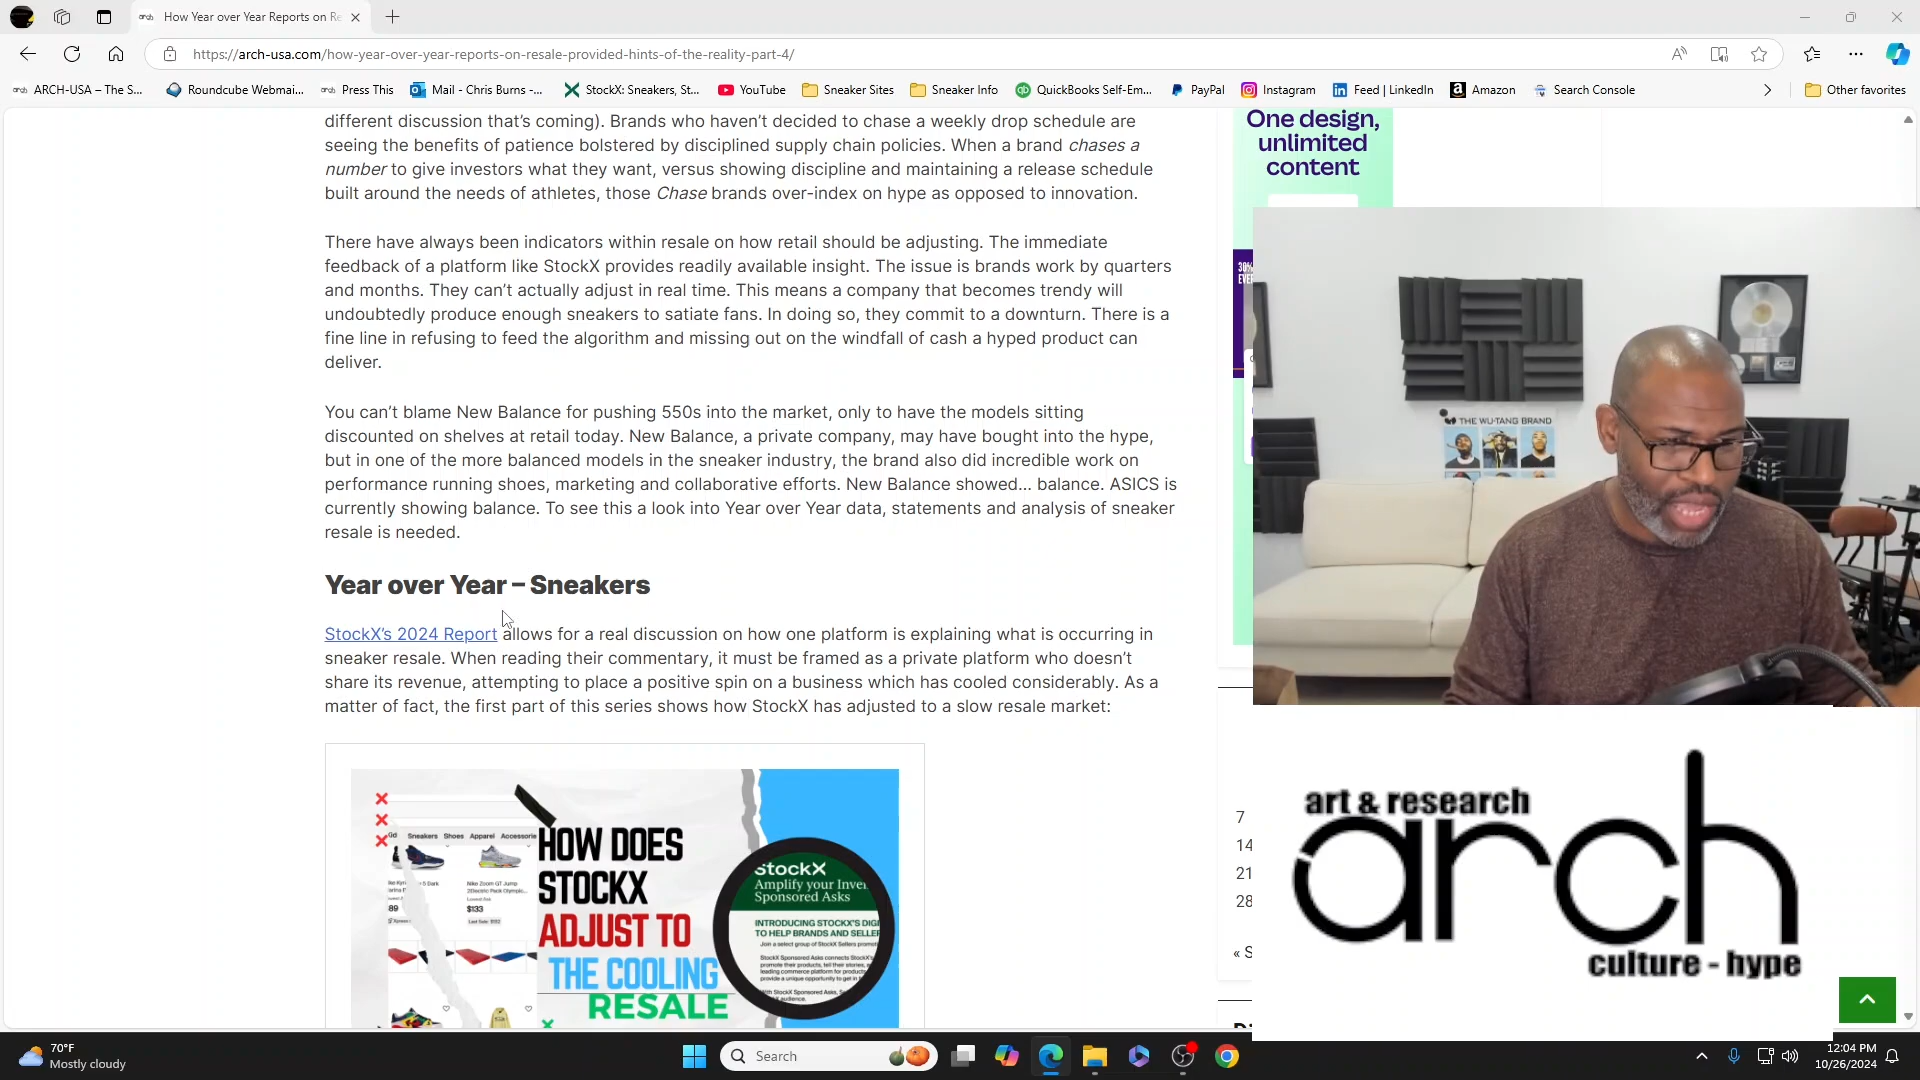 How Year over Year Reports on Re
https://arch-usa.com/how-year-over-year-reports-on-resale-provided-hints-of-the-reality-part-4/
ARCH-USA – The S...
Roundcube Webmai...
Press This
Mail - Chris Burns -...
StockX: Sneakers, St...
YouTube
Sneaker Sites
Sneaker Info
QuickBooks Self-Em...
PayPal
Instagram
Feed | LinkedIn
Amazon
Search Console
Other favorites
different discussion that's coming). Brands who haven't decided to chase a weekly drop schedule are
seeing the benefits of patience bolstered by disciplined supply chain policies. When a brand chases a
number to give investors what they want, versus showing discipline and maintaining a release schedule
built around the needs of athletes, those Chase brands over-index on hype as opposed to innovation.
There have always been indicators within resale on how retail should be adjusting. The immediate
feedback of a platform like StockX provides readily available insight. The issue is brands work by quarters
and months. They can't actually adjust in real time. This means a company that becomes trendy will
undoubtedly produce enough sneakers to satiate fans. In doing so, they commit to a downturn. There is a
fine line in refusing to feed the algorithm and missing out on the windfall of cash a hyped product can
deliver.
You can't blame New Balance for pushing 550s into the market, only to have the models sitting
discounted on shelves at retail today. New Balance, a private company, may have bought into the hype,
but in one of the more balanced models in the sneaker industry, the brand also did incredible work on
performance running shoes, marketing and collaborative efforts. New Balance showed... balance. ASICS is
currently showing balance. To see this a look into Year over Year data, statements and analysis of sneaker
resale is needed.
Year over Year – Sneakers
StockX's 2024 Report allows for a real discussion on how one platform is explaining what is occurring in
sneaker resale. When reading their commentary, it must be framed as a private platform who doesn't
share its revenue, attempting to place a positive spin on a business which has cooled considerably. As a
matter of fact, the first part of this series shows how StockX has adjusted to a slow resale market:
Sneakers Shoes Apparel Accessorie
Nike Zoom GT Jump
$133
HOW DOES
STOCKX
ADJUST TO
THE COOLING
RESALE
StockX
Amplify your Inve
Sponsored Asks
INTRODUCING STOCKX'S DIG
TO HELP BRANDS AND SELLE
One design,
unlimited
content
30%
THE WU-TANG BRAND
7
14
21
28
« S
art & research
arch
culture - hype
70°F
Mostly cloudy
Search
12:04 PM
10/26/2024